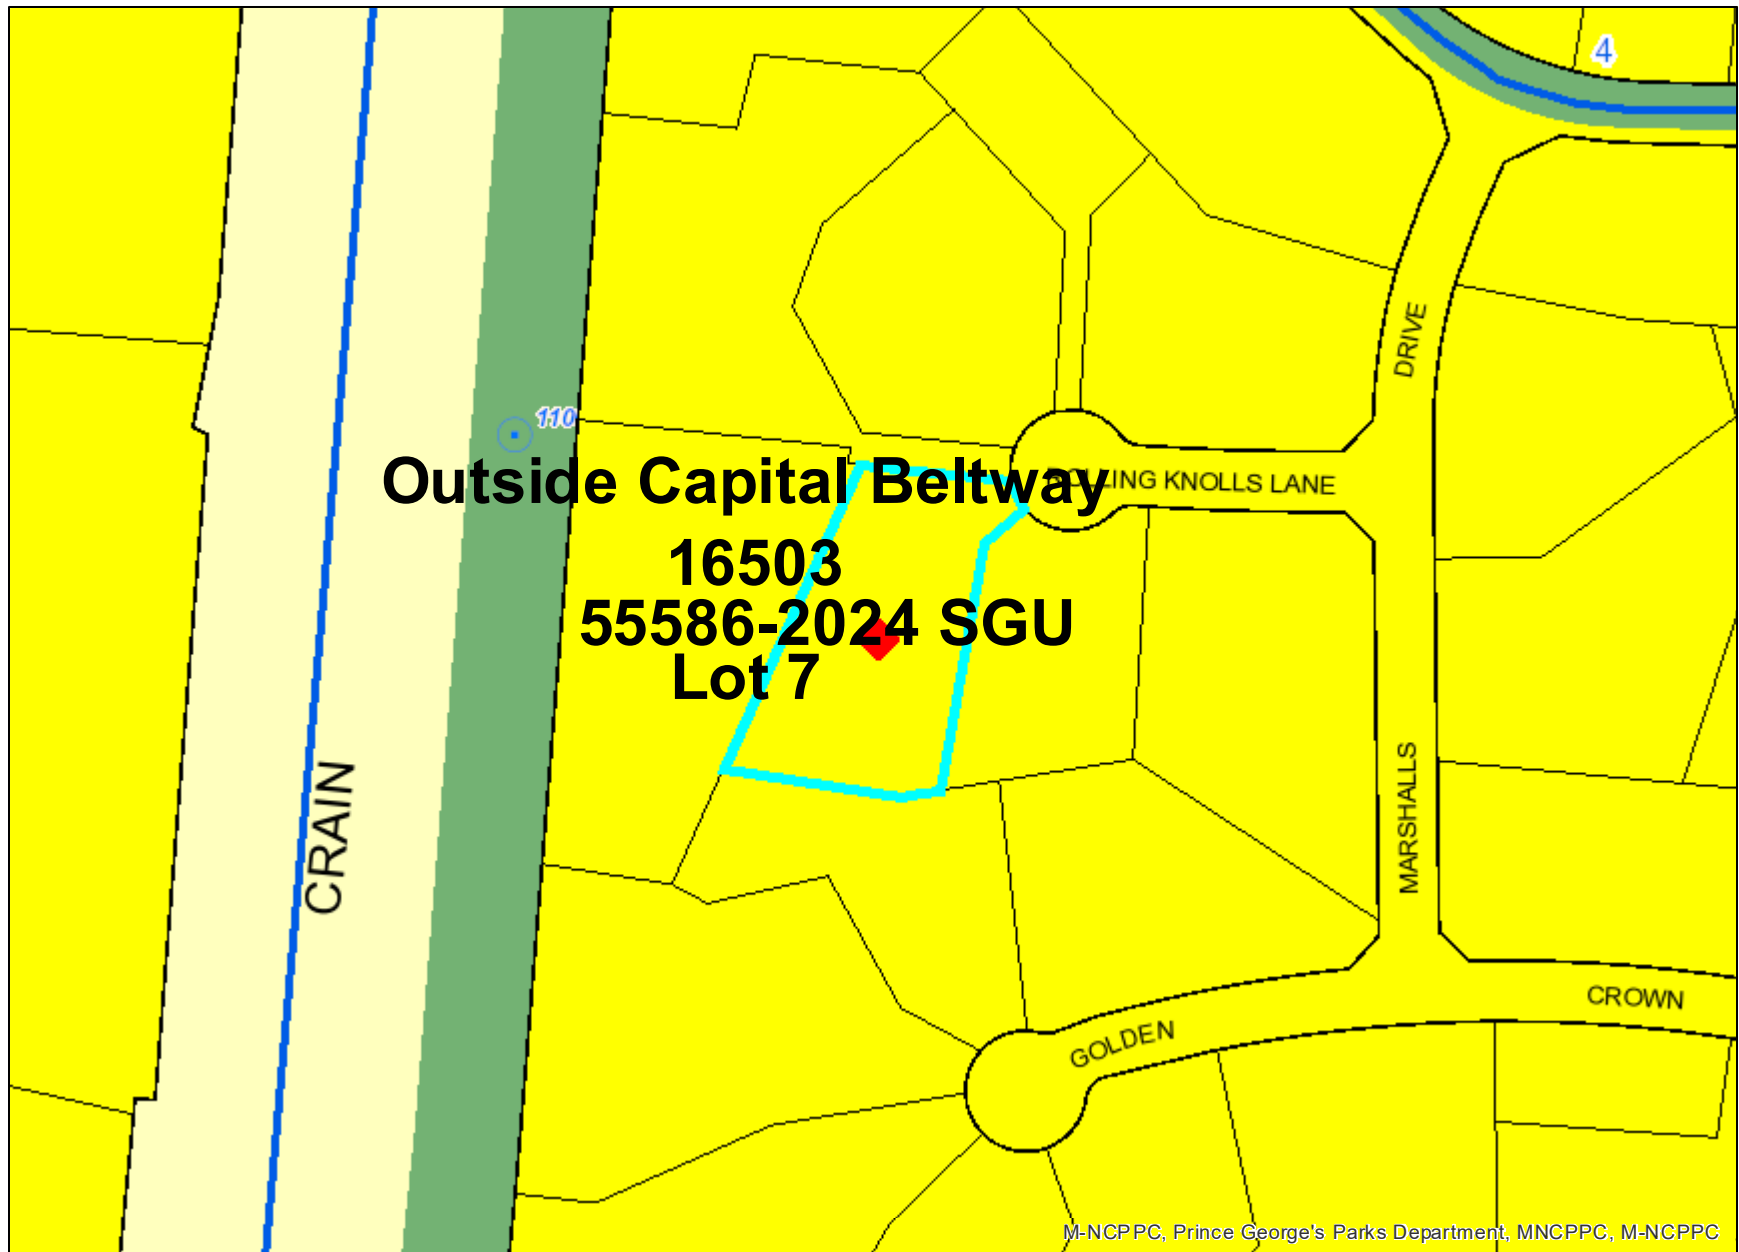 4
DRIVE
110
Outside Capital Beltway
ROLLING KNOLLS LANE
16503
55586-2024 SGU
Lot 7
CRAIN
MARSHALLS
CROWN
GOLDEN
M-NCPPC, Prince George's Parks Department, MNCPPC, M-NCPPC